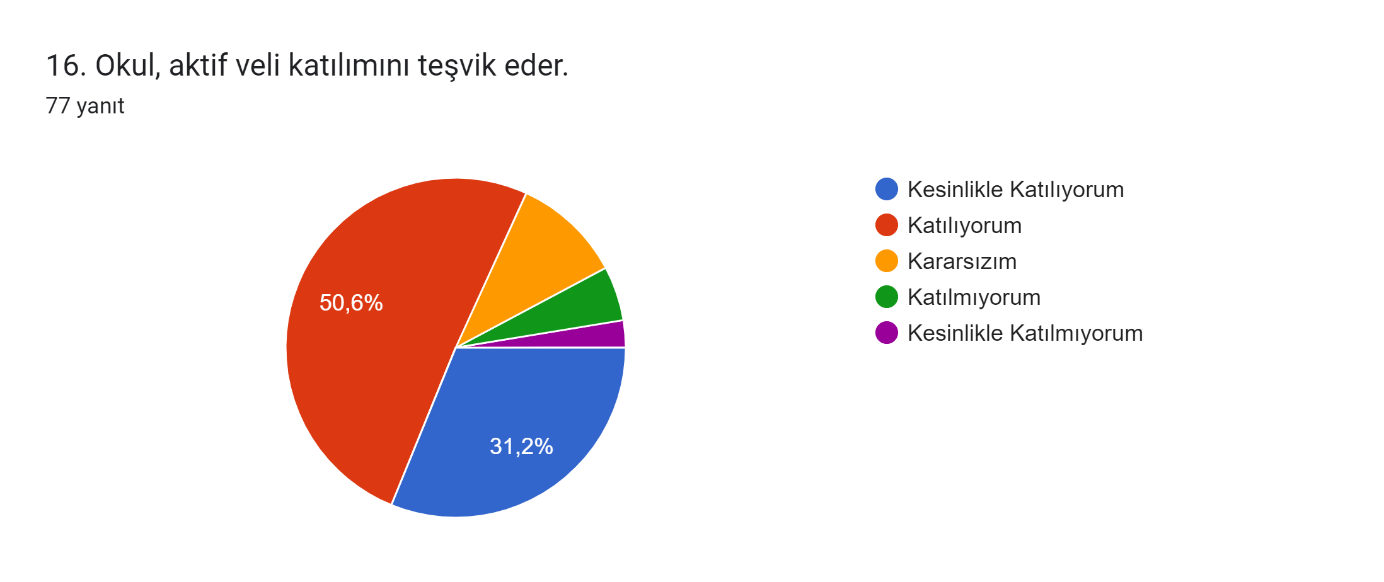 16. Okul, aktif veli katılımını teşvik eder.
77 yanıt
50,6%
31,2%
Kesinlikle Katılıyorum
Katılıyorum
Kararsızım
Katılmıyorum
Kesinlikle Katılmıyorum